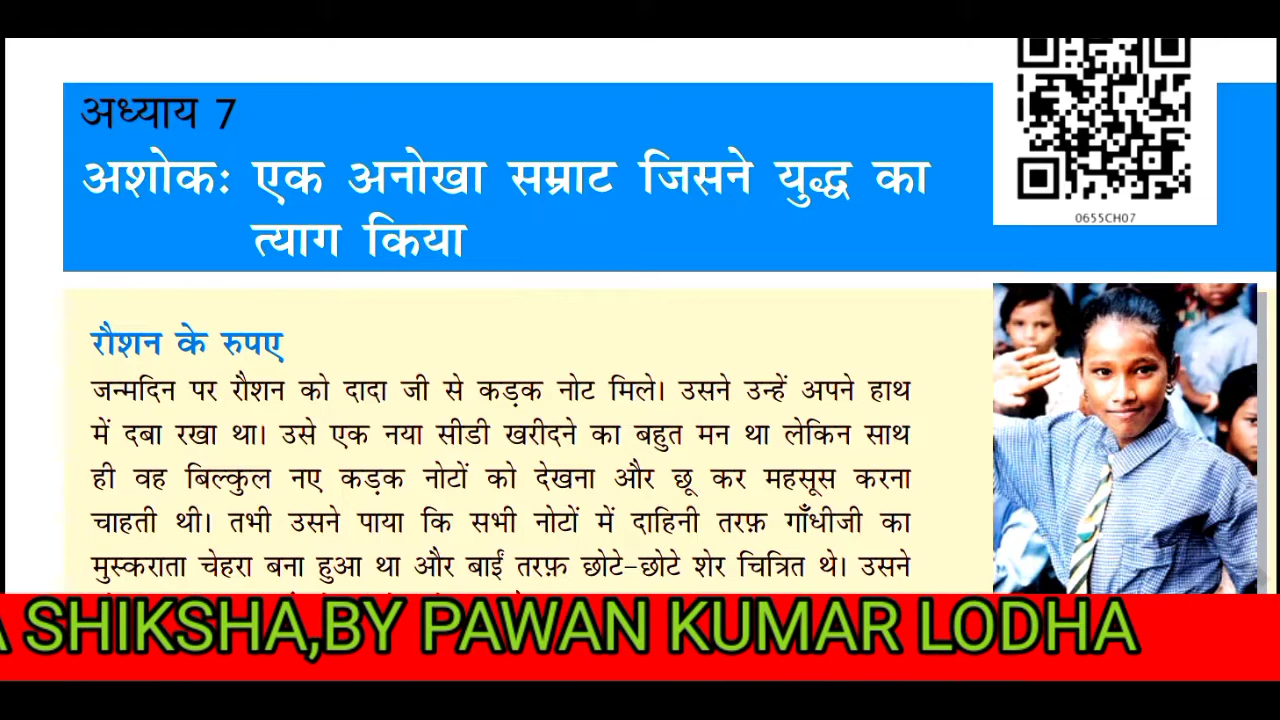 अध्याय 7
अशोकः एक अनोखा सम्राट जिसने युद्ध का
त्याग किया
0655CH07
रौशन के रुपए
जन्मदिन पर रौशन को दादा जी से कड़क नोट मिले। उसने उन्हें अपने हाथ
में दबा रखा था। उसे एक नया सीडी खरीदने का बहुत मन था लेकिन साथ
ही वह बिल्कुल नए कड़क नोटों को देखना और छू कर महसूस करना
चाहती थी। तभी उसने पाया कि सभी नोटों में दाहिनी तरफ़ गाँधीजी का
मुस्कराता चेहरा बना हुआ था और बाईं तरफ़ छोटे-छोटे शेर चित्रित थे। उसने
SHIKSHA,BY PAWAN KUMAR LODHA